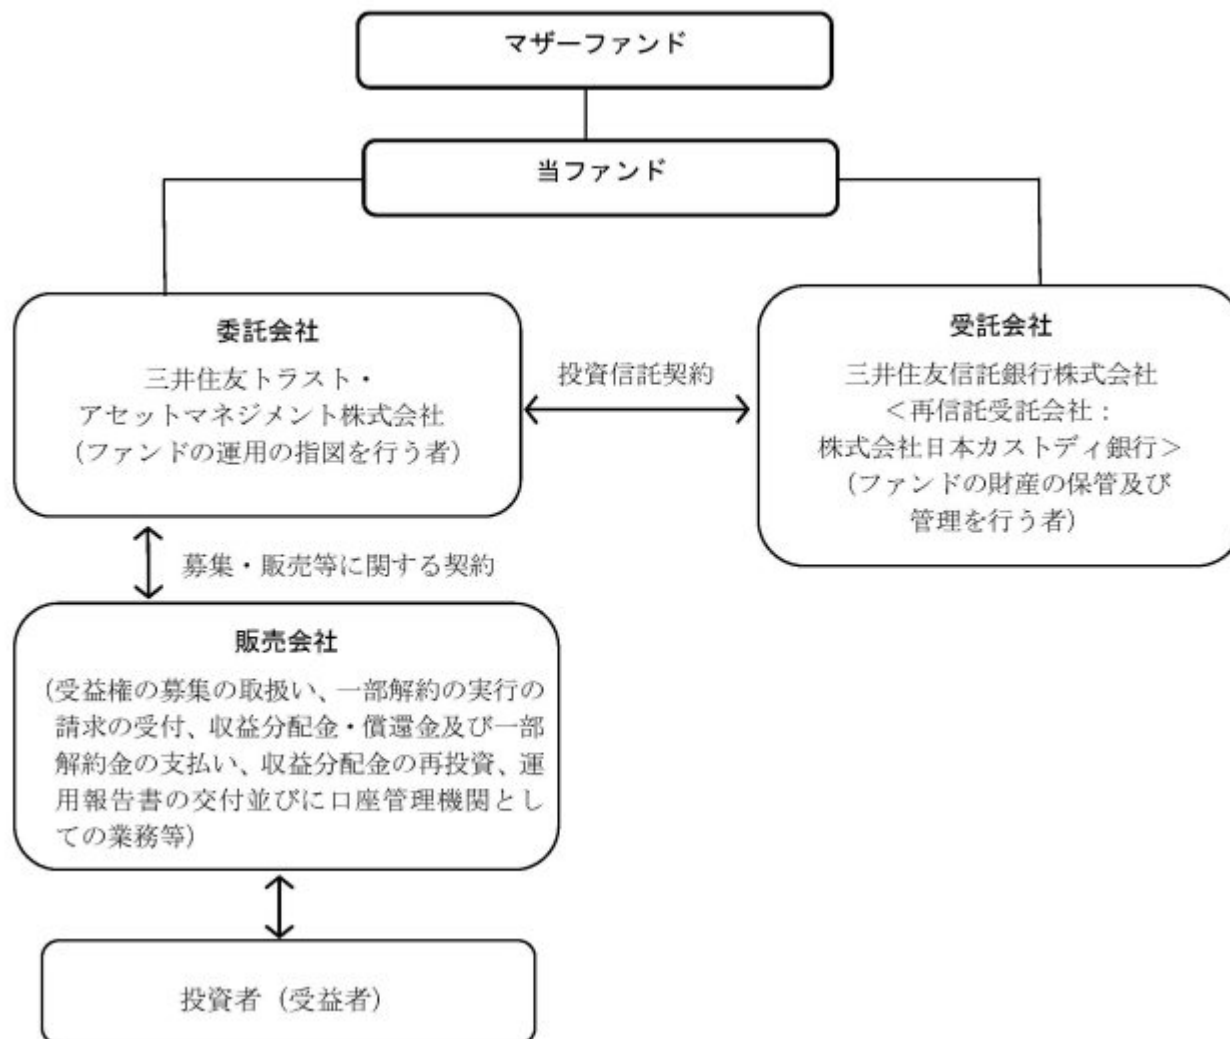 マザーファンド
当ファンド
委託会社
三井住友トラスト・
アセットマネジメント株式会社
（ファンドの運用の指図を行う者）
投資信託契約
受託会社
三井住友信託銀行株式会社
＜再信託受託会社：
株式会社日本カストディ銀行＞
（ファンドの財産の保管及び
管理を行う者）
募集・販売等に関する契約
販売会社
（受益権の募集の取扱い、一部解約の実行の
請求の受付、収益分配金・償還金及び一部
解約金の支払い、収益分配金の再投資、運
用報告書の交付並びに口座管理機関とし
ての業務等）
投資者（受益者）